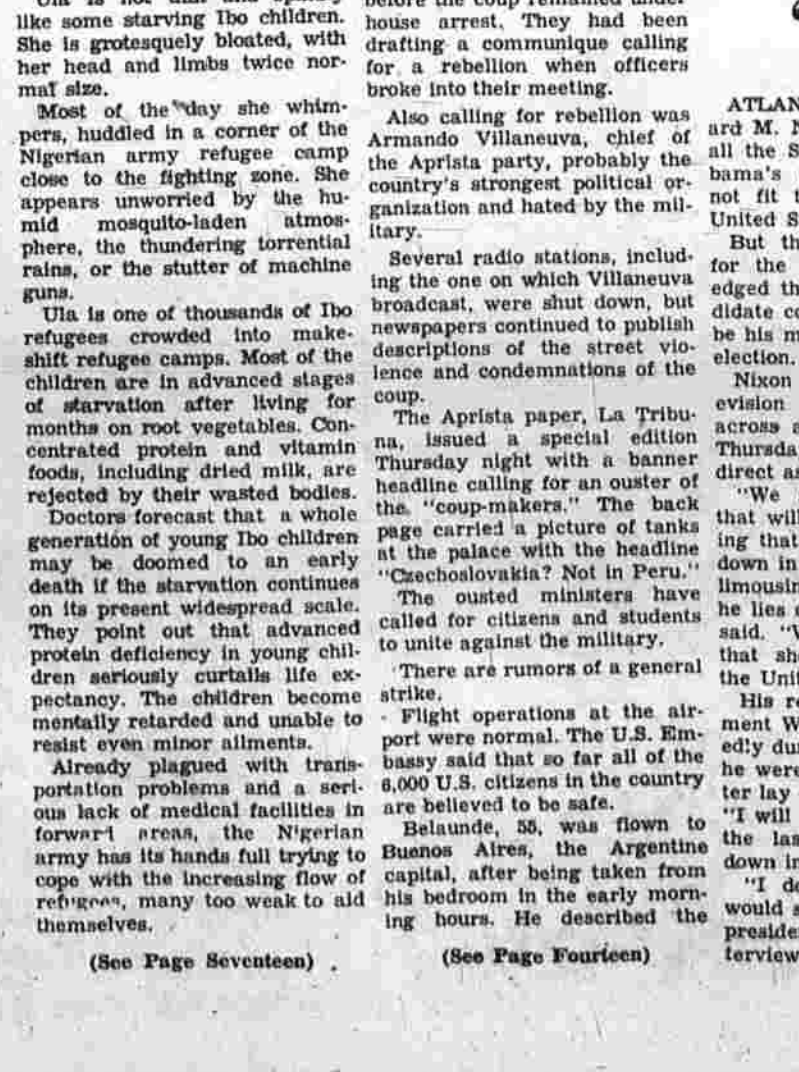 like some starving Ibo children.
She is grotesquely bloated, with
her head and limbs twice nor-
mal size.
Most of the day she whim-
pers, huddled in a corner of the
Nigerian army refugee camp
close to the fighting zone. She
appears unworried by the hu-
mid mosquito-laden atmos-
phere, the thundering torrential
rains, or the stutter of machine
guns.
Ula is one of thousands of Ibo
refugees crowded into make-
shift refugee camps. Most of the
children are in advanced stages
of starvation after living for
months on root vegetables. Con-
centrated protein and vitamin
foods, including dried milk, are
rejected by their wasted bodies.
Doctors forecast that a whole
generation of young Ibo children
may be doomed to an early
death if the starvation continues
on its present widespread scale.
They point out that advanced
protein deficiency in young chil-
dren seriously curtails life ex-
pectancy. The children become
mentally retarded and unable to
resist even minor ailments.
Already plagued with trans-
portation problems and a seri-
ous lack of medical facilities in
forward areas, the Nigerian
army has its hands full trying to
cope with the increasing flow of
refugees, many too weak to aid
themselves.
(See Page Seventeen)
before the coup remained under
house arrest. They had been
drafting a communique calling
for a rebellion when officers
broke into their meeting.
Also calling for rebellion was
Armando Villaneuva, chief of
the Aprista party, probably the
country's strongest political or-
ganization and hated by the mil-
itary.
Several radio stations, includ-
ing the one on which Villaneuva
broadcast, were shut down, but
newspapers continued to publish
descriptions of the street vio-
lence and condemnations of the
coup.
The Aprista paper, La Tribu-
na, issued a special edition
Thursday night with a banner
headline calling for an ouster of
the "coup-makers." The back
page carried a picture of tanks
at the palace with the headline
"Czechoslovakia? Not in Peru."
The ousted ministers have
called for citizens and students
to unite against the military.
There are rumors of a general
strike.
Flight operations at the air-
port were normal. The U.S. Em-
bassy said that so far all of the
6,000 U.S. citizens in the country
are believed to be safe.
Belaunde, 55, was flown to
Buenos Aires, the Argentine
capital, after being taken from
his bedroom in the early morn-
ing hours. He described the
(See Page Fourteen)
ATLAN
ard M. N
all the S
bama's
not fit t
United S
But th
for the
edged th
didate co
be his m
election.
Nixon
evision
across a
Thursda
direct as
"We
that will
ing that
down in
limousin
he lies d
said. "V
that sh
the Unit
His re
ment W
edly dur
he were
ter lay
"I will
the las
down in
"I do
would s
preside
terview